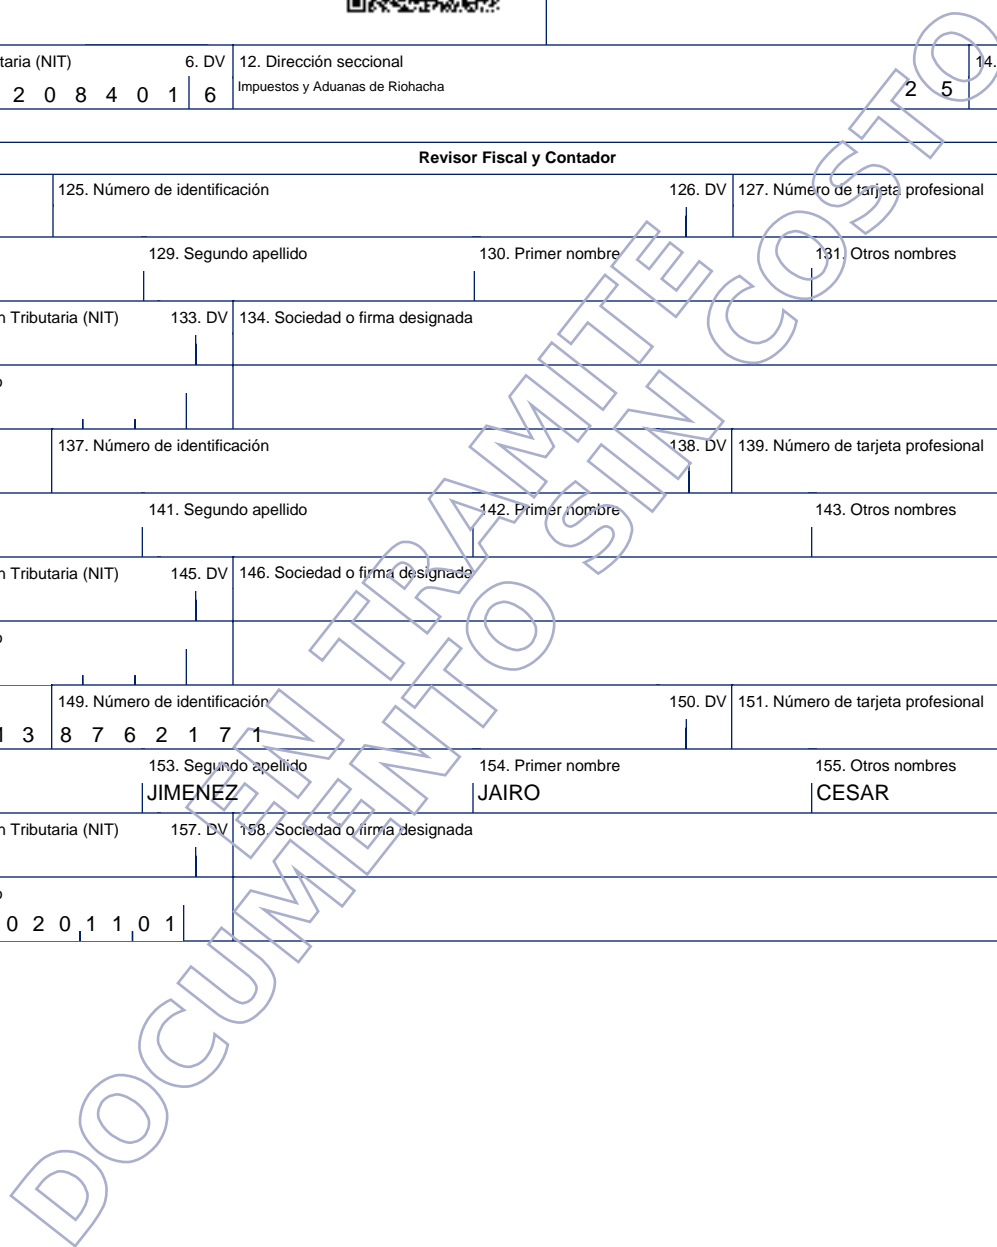 taria (NIT) 6. DV 12. Dirección seccional 14.
2 0 8 4 0 1 6 Impuestos y Aduanas de Riohacha 2 5
Revisor Fiscal y Contador
125. Número de identificación 126. DV 127. Número de tarjeta profesional
129. Segundo apellido 130. Primer nombre 131. Otros nombres
n Tributaria (NIT) 133. DV 134. Sociedad o firma designada
o
137. Número de identificación 138. DV 139. Número de tarjeta profesional
141. Segundo apellido 142. Primer nombre 143. Otros nombres
n Tributaria (NIT) 145. DV 146. Sociedad o firma designada
o
149. Número de identificación 150. DV 151. Número de tarjeta profesional
1 3 8 7 6 2 1 7 1
153. Segundo apellido 154. Primer nombre 155. Otros nombres
JIMENEZ JAIRO CESAR
n Tributaria (NIT) 157. DV 158. Sociedad o firma designada
o
0 2 0 1 1 0 1
EN TRAMITE
DOCUMENTO SIN COSTO